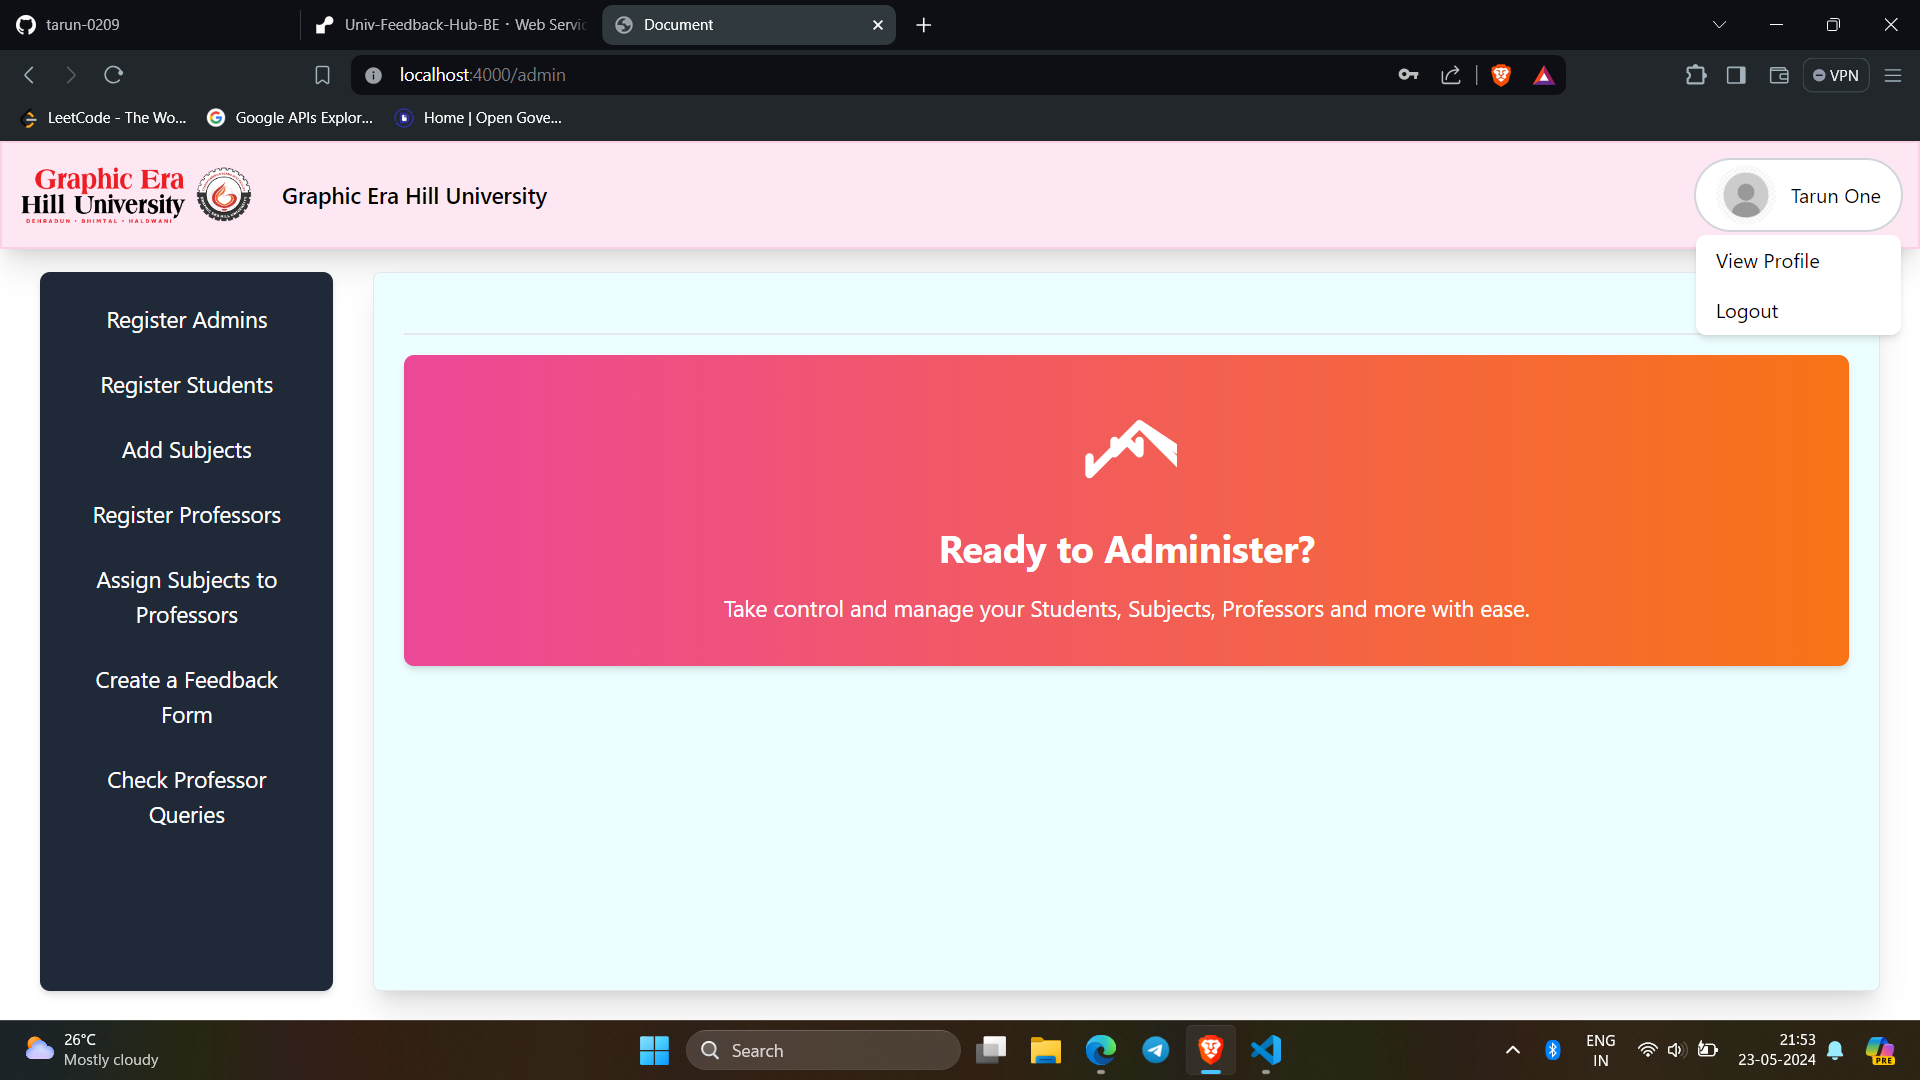 tarun-0209
Univ-Feedback-Hub-BE · Web Servic
Document
localhost:4000/admin
VPN
LeetCode - The Wo...
Google APIs Explor...
Home | Open Gove...
Graphic Era
Hill University
DEHRADUN • BHIMTAL • HALDWANI
Graphic Era Hill University
Tarun One
View Profile
Logout
Register Admins
Register Students
Add Subjects
Register Professors
Assign Subjects to
Professors
Create a Feedback
Form
Check Professor
Queries
Ready to Administer?
Take control and manage your Students, Subjects, Professors and more with ease.
26°C
Mostly cloudy
Search
ENG
IN
21:53
23-05-2024
PRE